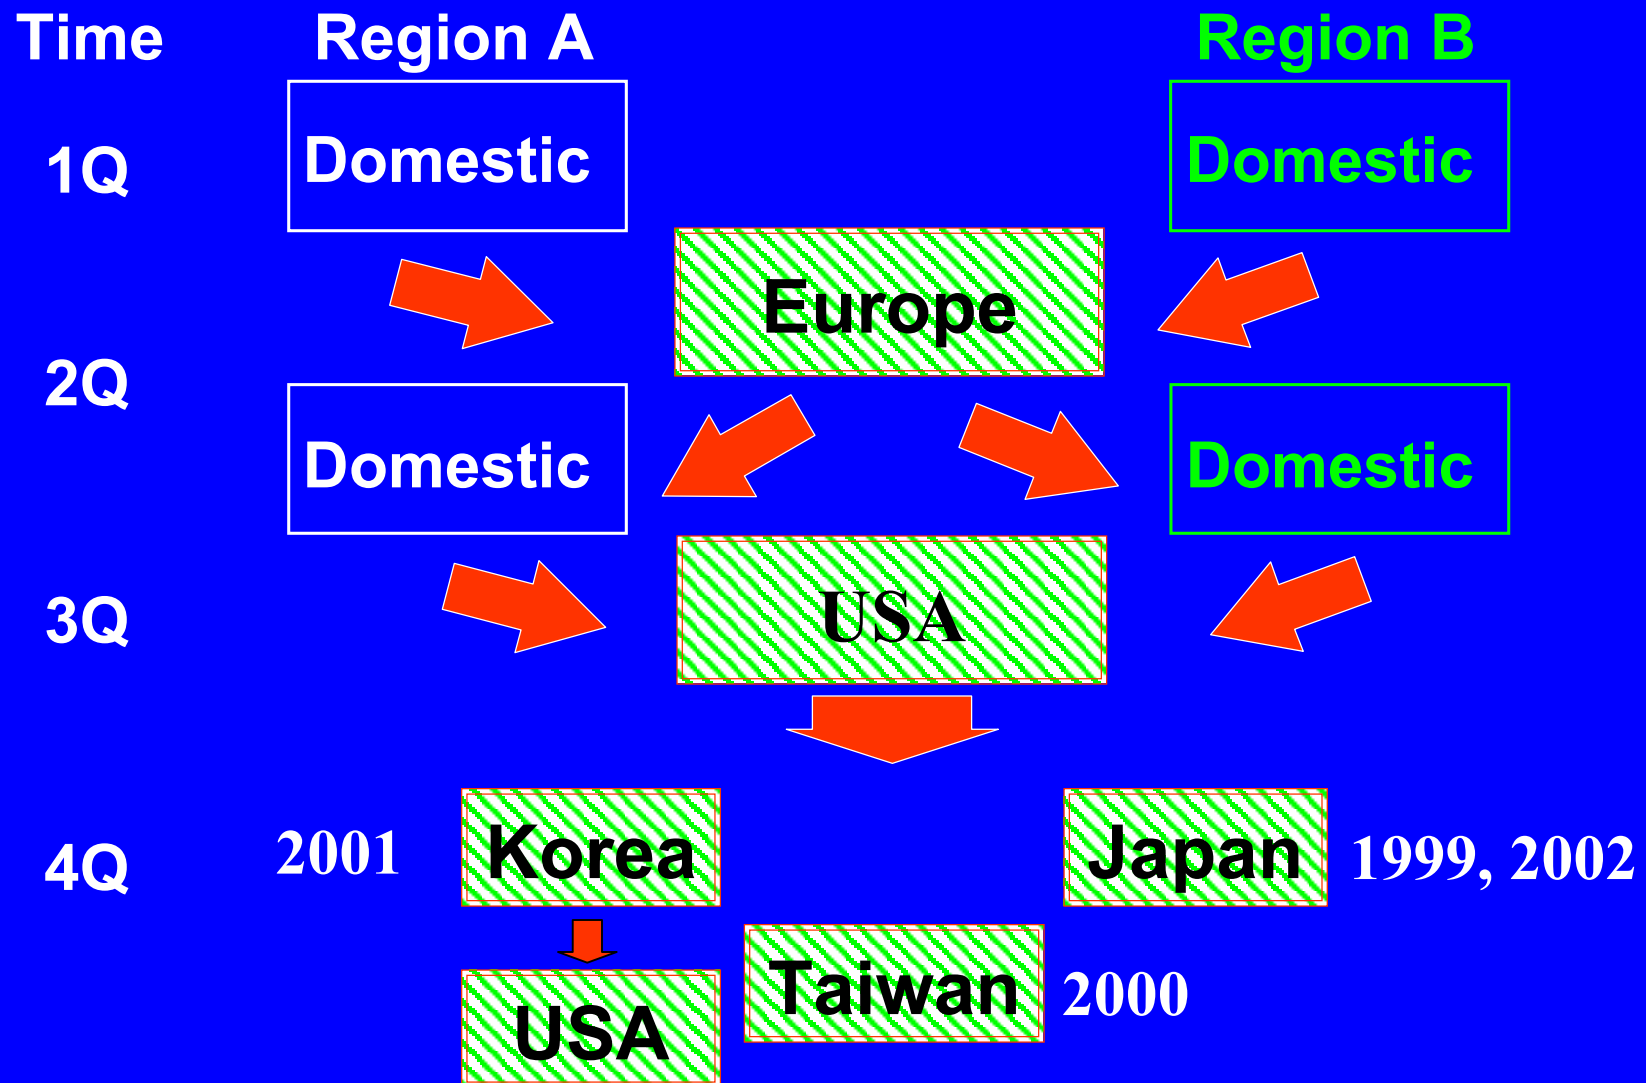 Time Region A Region B
1Q Domestic Domestic
Europe
2Q
Domestic Domestic
3Q USA
4Q 2001 Korea Japan 1999, 2002
Taiwan 2000
USA